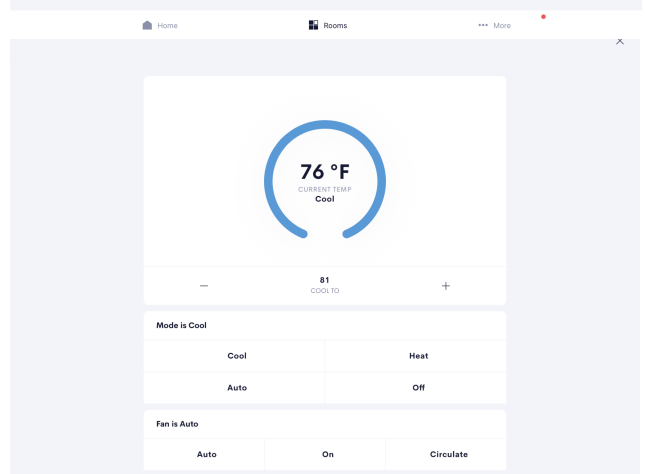 Home Rooms More
76 °F
CURRENT TEMP
Cool
81
COOL TO
Mode is Cool
Cool Heat
Auto Off
Fan is Auto
Auto On Circulate